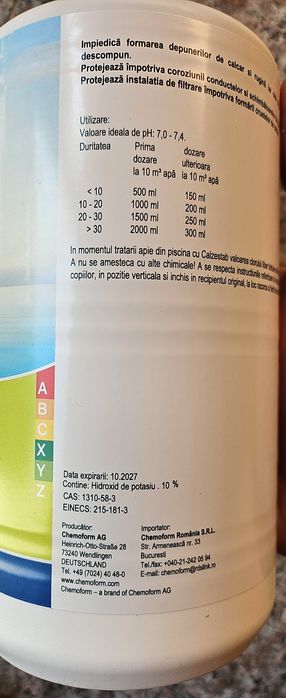 Impiedică formarea depunerilor de calcar si rugină
descompun.
Protejează împotriva coroziunii conductelor si
Protejează instalatia de filtrare împotriva formării
Utilizare:
Valoare ideala de pH: 7,0 - 7,4.
Duritatea Prima dozare
dozare ulterioara
la 10 m³ apă la 10 m³ apă
< 10 500 ml 150 ml
10 - 20 1000 ml 200 ml
20 - 30 1500 ml 250 ml
> 30 2000 ml 300 ml
In momentul tratarii apie din piscina cu Calzestab valoarea clorului liber
A nu se amesteca cu alte chimicale! A se respecta instructiunile
copiilor, in pozitie verticala si inchis in recipientul original, la loc
A
B
C
X
Y
Z
Data expirarii: 10.2027
Contine: Hidroxid de potasiu . 10 %
CAS: 1310-58-3
EINECS: 215-181-3
Producător:
Chemoform AG
Heinrich-Otto-Straße 28
73240 Wendlingen
DEUTSCHLAND
Tel. +49 (7024) 40 48-0
www.chemoform.com
Chemoform – a brand of Chemoform AG
Importator:
Chemoform România S.R.L.
Str. Armenească nr. 33
Bucuresti
Tel./fax: +040-21-242 05 94
E-mail: chemoform@rdslink.ro